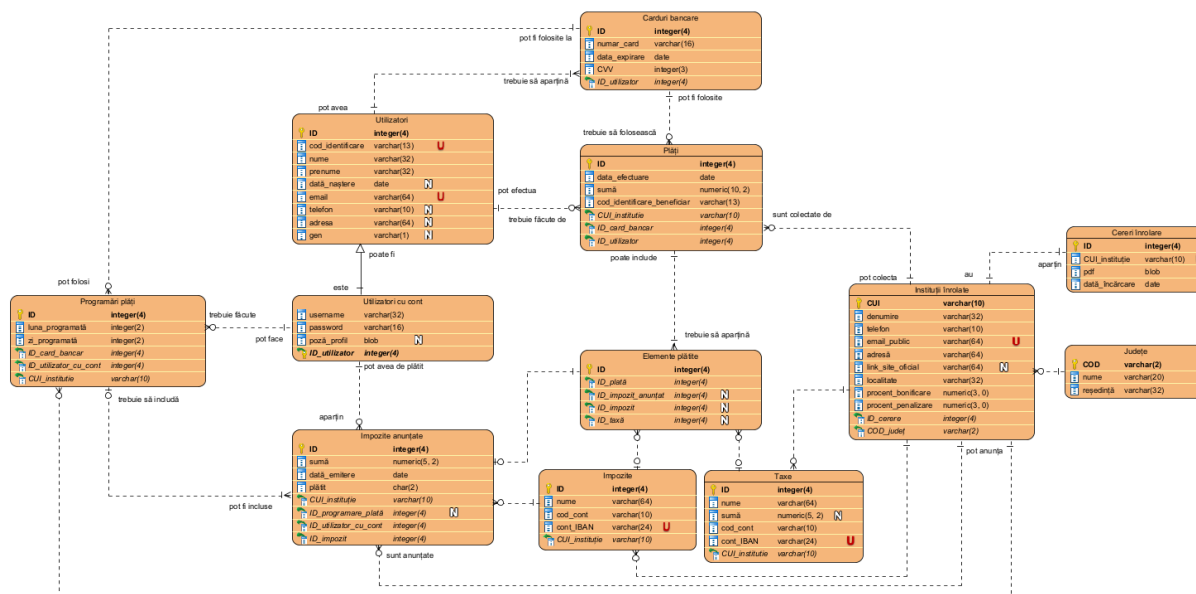 Carduri bancare
ID integer(4)
numar_card varchar(16)
data_expirare date
CVV integer(3)
ID_utilizator integer(4)
pot fi folosite la
trebuie să aparțină
pot fi folosite
pot avea
Utilizatori
ID integer(4)
cod_identificare varchar(13) U
nume varchar(32)
prenume varchar(32)
dată_naștere date N
email varchar(64) U
telefon varchar(10) N
adresa varchar(64) N
gen varchar(1) N
trebuie să folosească
Plăți
ID integer(4)
data_efectuare date
sumă numeric(10, 2)
cod_identificare_beneficiar varchar(13)
CUI_institutie varchar(10)
ID_card_bancar integer(4)
ID_utilizator integer(4)
pot efectua
trebuie făcute de
sunt colectate de
poate fi
este
poate include
Cereri înrolare
ID integer(4)
CUI_instituție varchar(10)
pdf blob
dată_încărcare date
aparțin
au
pot colecta
pot folosi
Programări plăți
ID integer(4)
luna_programată integer(2)
zi_programată integer(2)
ID_card_bancar integer(4)
ID_utilizator_cu_cont integer(4)
CUI_institutie varchar(10)
trebuie făcute
pot face
Utilizatori cu cont
username varchar(32)
password varchar(16)
poză_profil blob N
ID_utilizator integer(4)
pot avea de plătit
Instituții înrolate
CUI varchar(10)
denumire varchar(32)
telefon varchar(10)
email_public varchar(64) U
adresă varchar(64)
link_site_oficial varchar(64) N
localitate varchar(32)
procent_bonificare numeric(3, 0)
procent_penalizare numeric(3, 0)
ID_cerere integer(4)
COD_județ varchar(2)
pot anunța
Județe
COD varchar(2)
nume varchar(20)
reședință varchar(32)
trebuie să aparțină
Elemente plătite
ID integer(4)
ID_plată integer(4)
ID_impozit_anunțat integer(4) N
ID_impozit integer(4) N
ID_taxă integer(4) N
trebuie să includă
aparțin
Impozite anunțate
ID integer(4)
sumă numeric(5, 2)
dată_emitere date
plătit char(2)
CUI_instituție varchar(10)
ID_programare_plată integer(4) N
ID_utilizator_cu_cont integer(4)
ID_impozit integer(4)
pot fi incluse
sunt anunțate
Impozite
ID integer(4)
nume varchar(64)
cod_cont varchar(10)
cont_IBAN varchar(24) U
CUI_instituție varchar(10)
Taxe
ID integer(4)
nume varchar(64)
sumă numeric(5, 2) N
cod_cont varchar(10)
cont_IBAN varchar(24) U
CUI_institutie varchar(10)